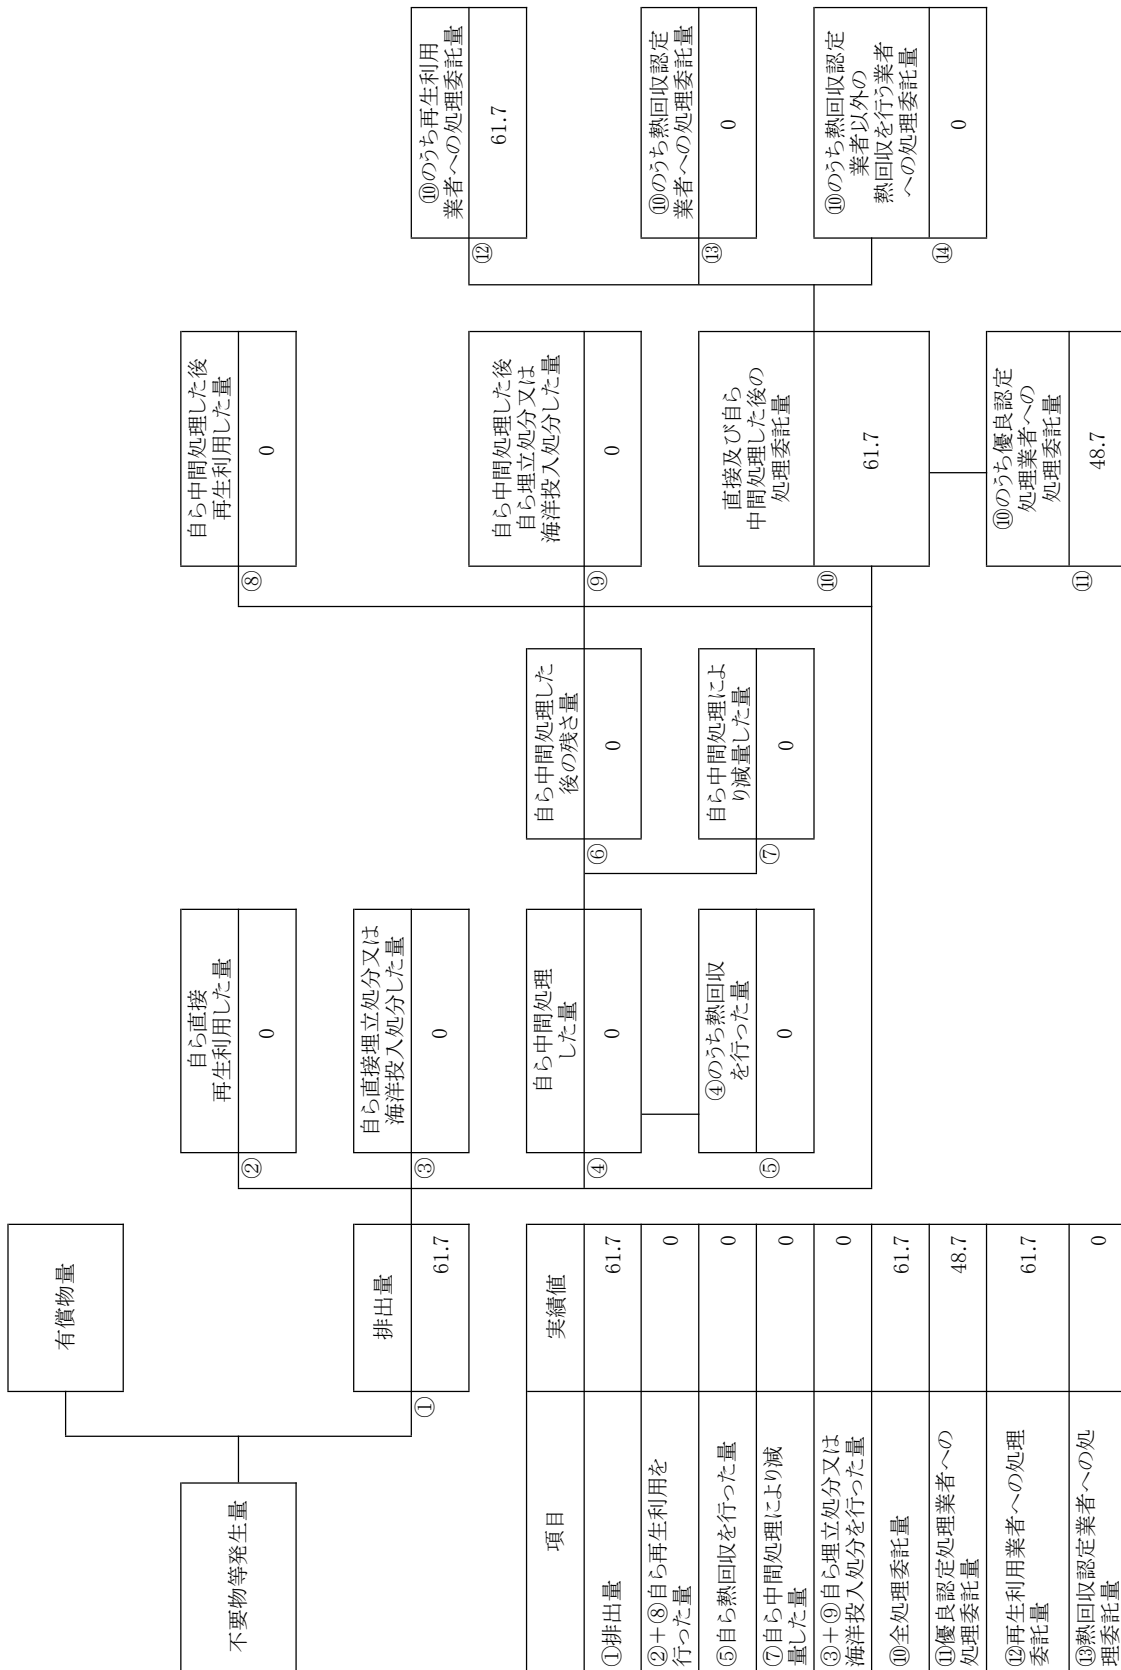 有償物量
不要物等発生量
排出量
①
61.7
自ら直接
再生利用した量
②
0
自ら直接埋立処分又は
海洋投入処分した量
③
0
自ら中間処理
した量
④
0
④のうち熱回収
を行った量
⑤
0
自ら中間処理した
後の残さ量
⑥
0
自ら中間処理によ
り減量した量
⑦
0
自ら中間処理した後
再生利用した量
⑧
0
自ら中間処理した後
自ら埋立処分又は
海洋投入処分した量
⑨
0
直接及び自ら
中間処理した後の
処理委託量
⑩
61.7
⑩のうち優良認定
処理業者への
処理委託量
⑪
48.7
⑩のうち再生利用
業者への処理委託量
⑫
61.7
⑩のうち熱回収認定
業者への処理委託量
⑬
0
⑩のうち熱回収認定
業者以外の
熱回収を行う業者
への処理委託量
⑭
0
項目 実績値
①排出量 61.7
②+⑧自ら再生利用を
行った量 0
⑤自ら熱回収を行った量 0
⑦自ら中間処理により減
量した量 0
③+⑨自ら埋立処分又は
海洋投入処分を行った量 0
⑩全処理委託量 61.7
⑪優良認定処理業者への
処理委託量 48.7
⑫再生利用業者への処理
委託量 61.7
⑬熱回収認定業者への処
理委託量 0